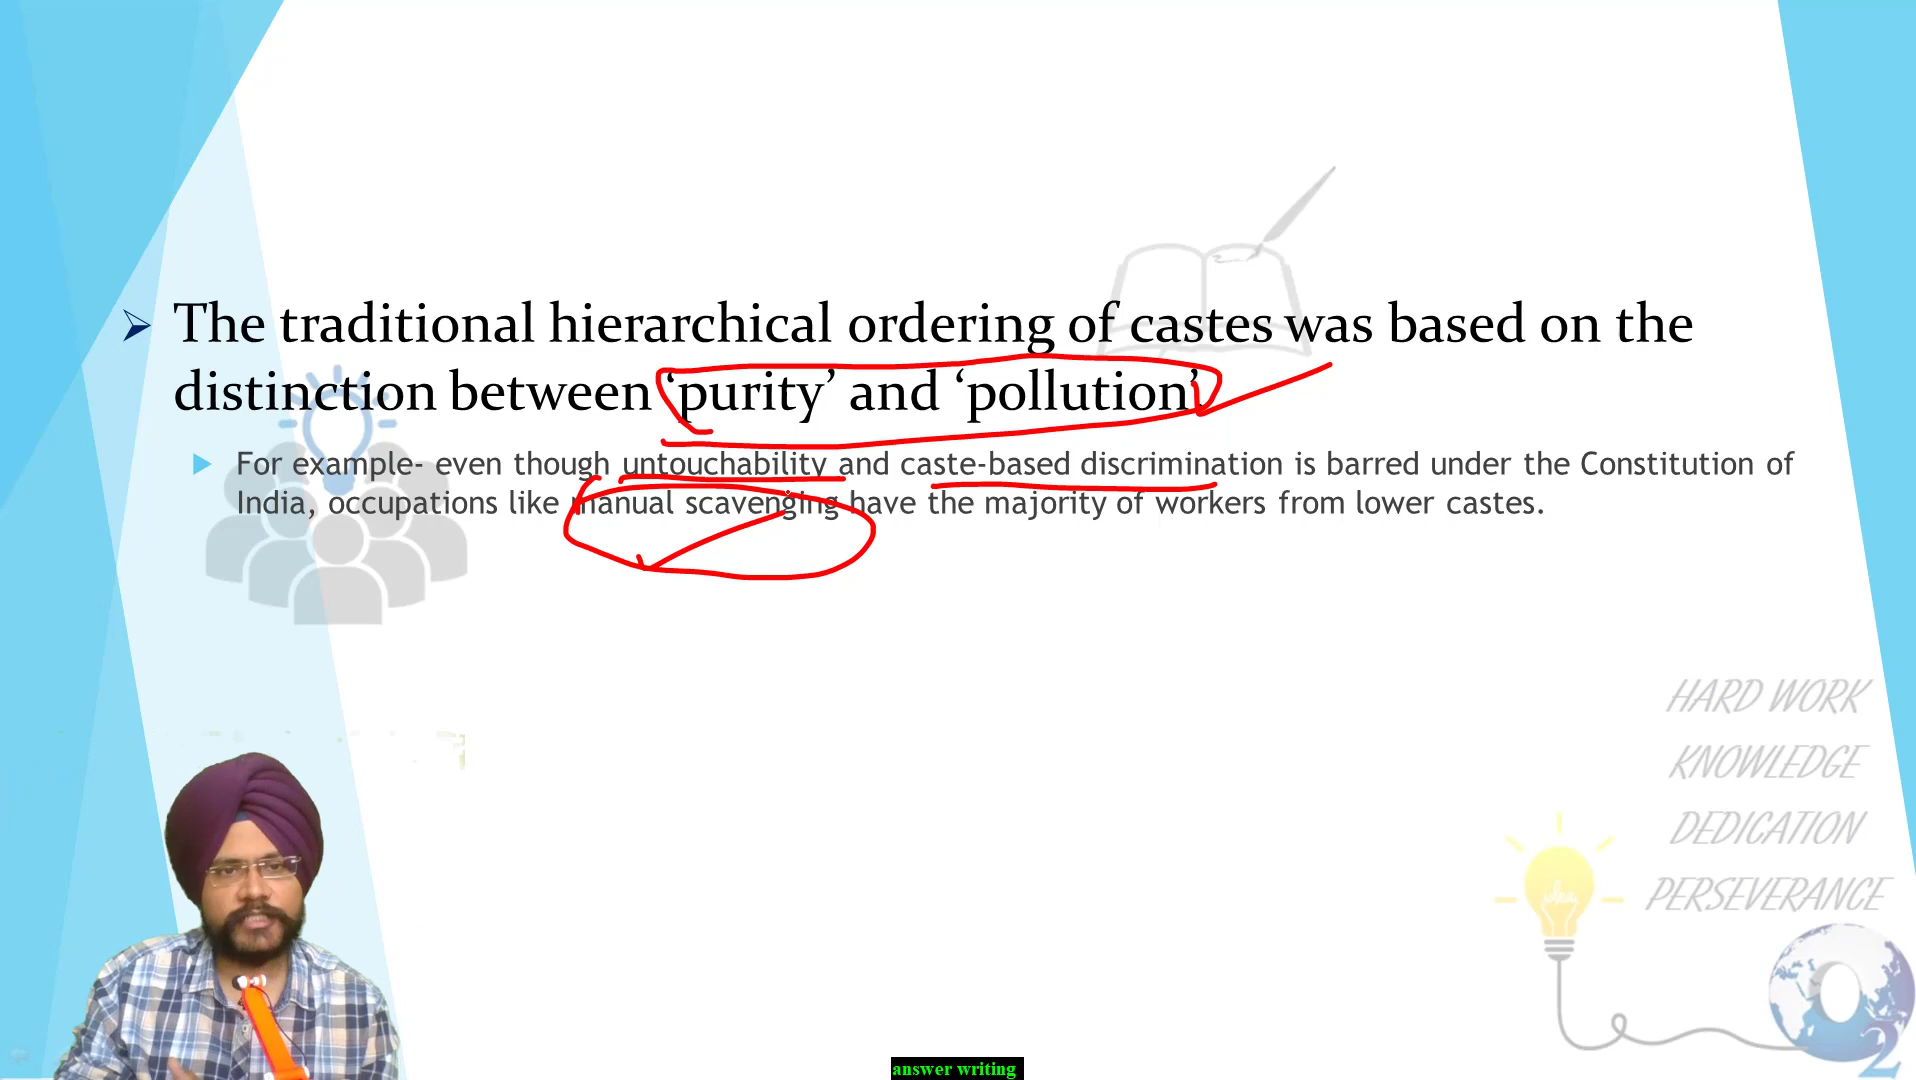 The traditional hierarchical ordering of castes was based on the
distinction between ‘purity’ and ‘pollution’.
For example- even though untouchability and caste-based discrimination is barred under the Constitution of
India, occupations like manual scavenging have the majority of workers from lower castes.
HARD WORK
KNOWLEDGE
DEDICATION
PERSEVERANCE
idea
O2
answer writing